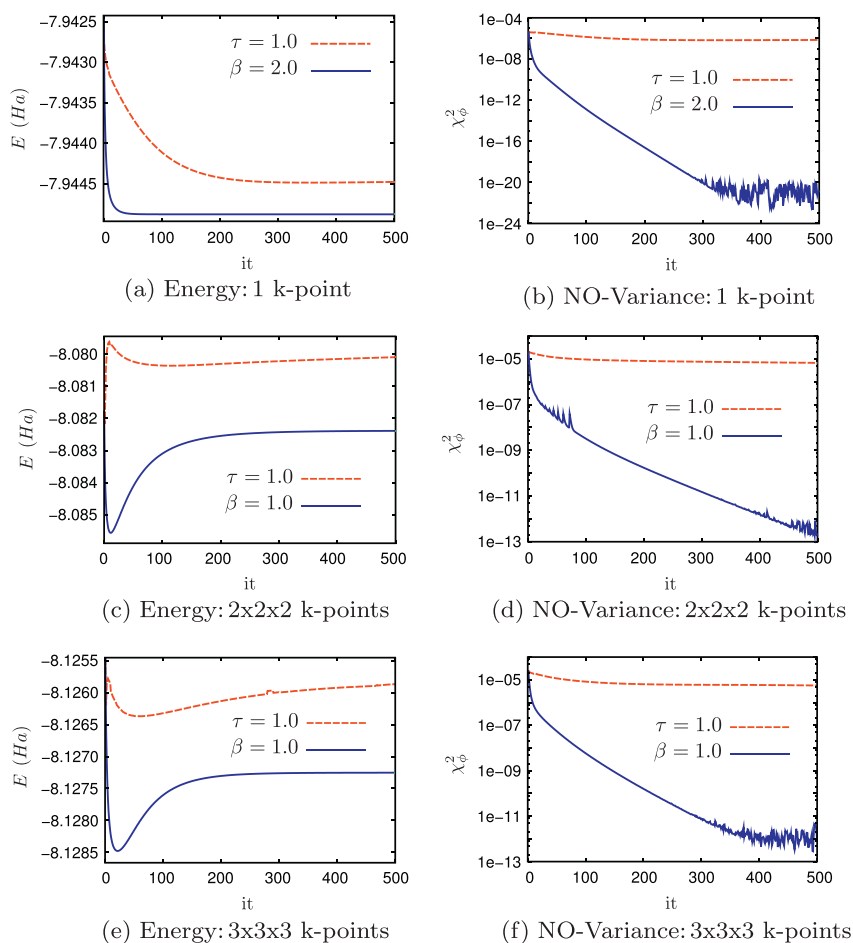 −7.9425
−7.9430
−7.9435
−7.9440
−7.9445
E (Ha)
τ = 1.0
β = 2.0
0 100 200 300 400 500
it
(a) Energy: 1 k-point
1e−04
1e−08
1e−12
1e−16
1e−20
1e−24
χ²ϕ
τ = 1.0
β = 2.0
0 100 200 300 400 500
it
(b) NO-Variance: 1 k-point
-8.080
-8.081
-8.082
-8.083
-8.084
-8.085
E (Ha)
τ = 1.0
β = 1.0
0 100 200 300 400 500
it
(c) Energy: 2x2x2 k-points
1e−05
1e−07
1e−09
1e−11
1e−13
χ²ϕ
τ = 1.0
β = 1.0
0 100 200 300 400 500
it
(d) NO-Variance: 2x2x2 k-points
−8.1255
−8.1260
−8.1265
−8.1270
−8.1275
−8.1280
−8.1285
E (Ha)
τ = 1.0
β = 1.0
0 100 200 300 400 500
it
(e) Energy: 3x3x3 k-points
1e−05
1e−07
1e−09
1e−11
1e−13
χ²ϕ
τ = 1.0
β = 1.0
0 100 200 300 400 500
it
(f) NO-Variance: 3x3x3 k-points